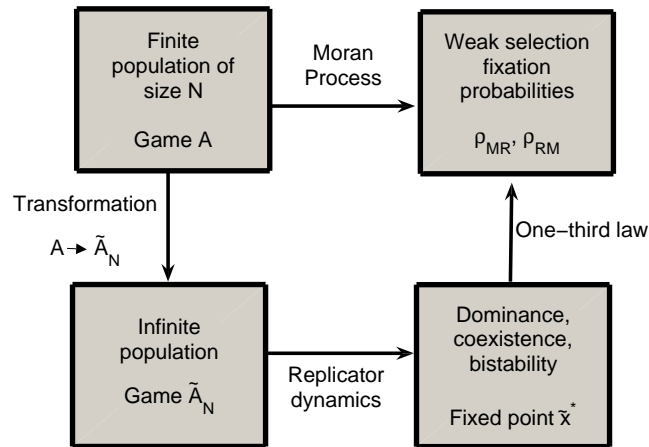 Finite
population of
size N
Game A
Moran
Process
Weak selection
fixation
probabilities
ρ_MR, ρ_RM
Transformation
A → Ã_N
One−third law
Infinite
population
Game Ã_N
Replicator
dynamics
Dominance,
coexistence,
bistability
Fixed point x̃*